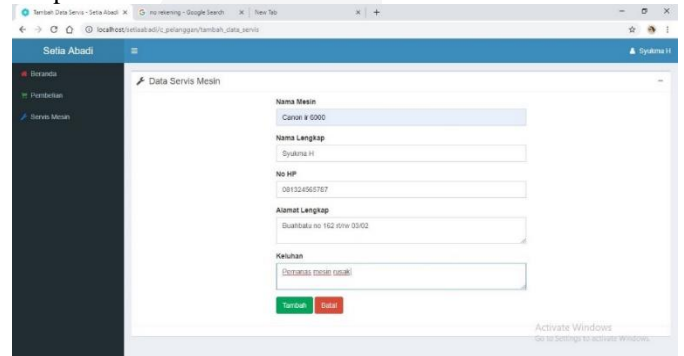 Tambah Data Servis - Setia Abadi
no rekening - Google Search
New Tab
localhost/setiaabadi/c_pelanggan/tambah_data_servis
Setia Abadi
Syukma H
Beranda
Pembelian
Servis Mesin
Data Servis Mesin
Nama Mesin
Canon ir 6000
Nama Lengkap
Syukma H
No HP
081324565787
Alamat Lengkap
Buahbatu no 162 rt/rw 03/02
Keluhan
Pemanas mesin rusak
Tambah
Batal
Activate Windows
Go to Settings to activate Windows.